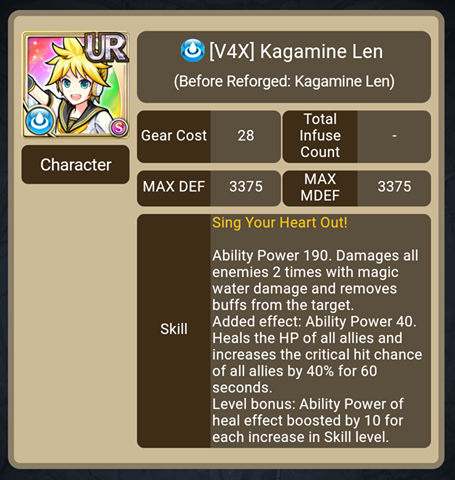 UR
[V4X] Kagamine Len
(Before Reforged: Kagamine Len)
S
Character
Gear Cost
28
Total
Infuse
Count
-
MAX DEF
3375
MAX
MDEF
3375
Skill
Sing Your Heart Out!
Ability Power 190. Damages all
enemies 2 times with magic
water damage and removes
buffs from the target.
Added effect: Ability Power 40.
Heals the HP of all allies and
increases the critical hit chance
of all allies by 40% for 60
seconds.
Level bonus: Ability Power of
heal effect boosted by 10 for
each increase in Skill level.